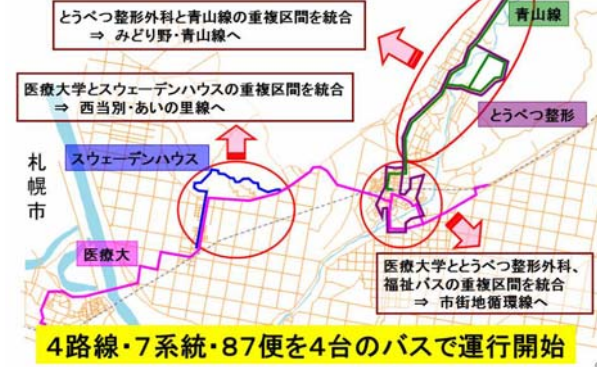 とうべつ整形外科と青山線の重複区間を統合
⇒ みどり野・青山線へ
青山線
医療大学とスウェーデンハウスの重複区間を統合
⇒ 西当別・あいの里線へ
とうべつ整形
札幌市
スウェーデンハウス
医療大
医療大学ととうべつ整形外科、
福祉バスの重複区間を統合
⇒ 市街地循環線へ
4路線・7系統・87便を4台のバスで運行開始